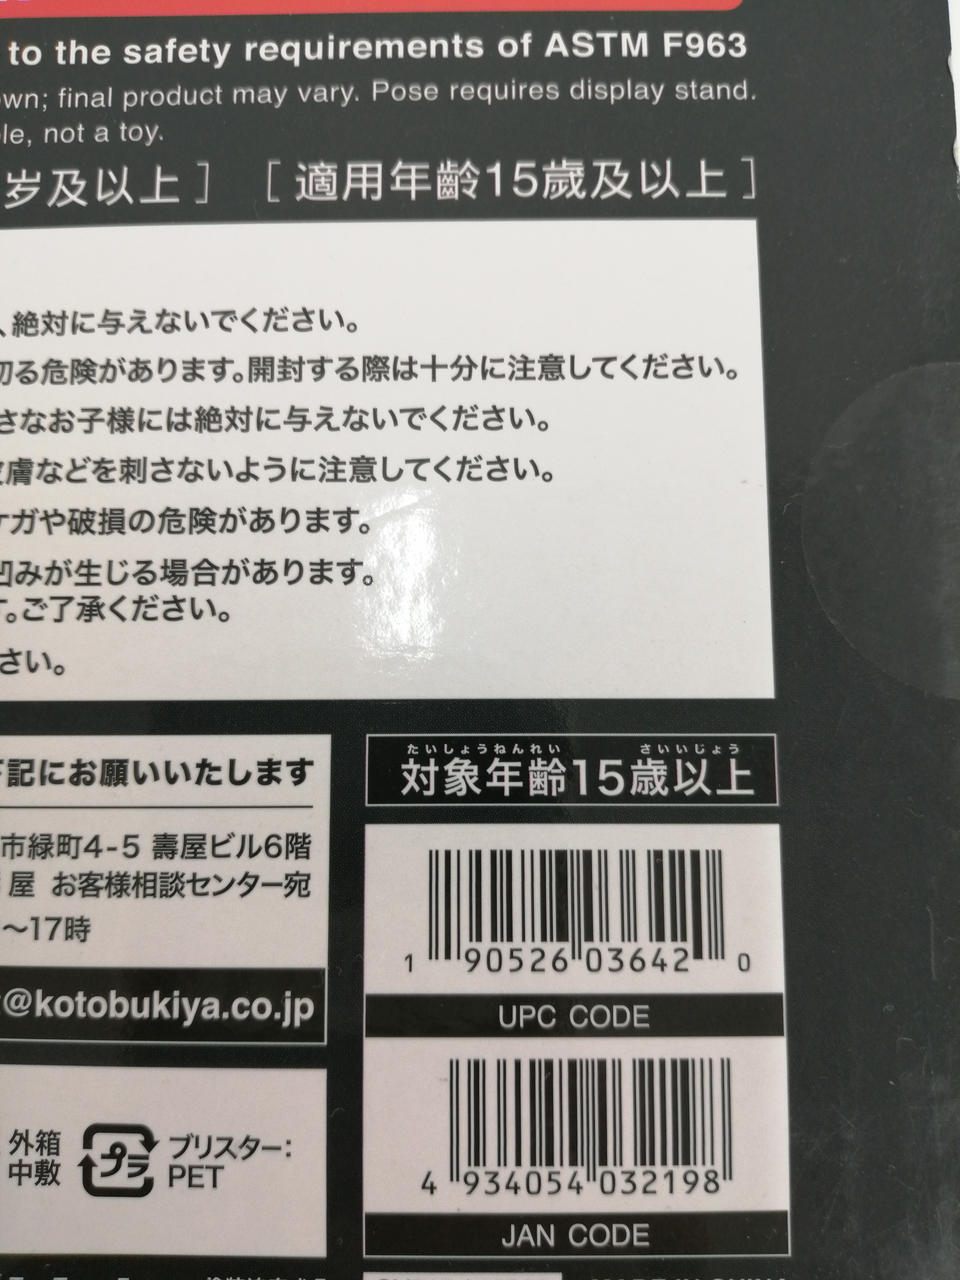 to the safety requirements of ASTM F963
own; final product may vary. Pose requires display stand.
not a toy.
岁及以上］ ［適用年齡15歲及以上］
、絶対に与えないでください。
切る危険があります。開封する際は十分に注意してください。
さなお子様には絶対に与えないでください。
皮膚などを刺さないように注意してください。
ケガや破損の危険があります。
凹みが生じる場合があります。
す。ご了承ください。
さい。
下記にお願いいたします
市緑町4-5 壽屋ビル6階
屋 お客様相談センター宛
〜17時
@kotobukiya.co.jp
外箱
中敷
プラ
ブリスター:
PET
たいしょうねんれい さいいじょう
対象年齢15歳以上
1 90526 03642 0
UPC CODE
4 934054 032198
JAN CODE